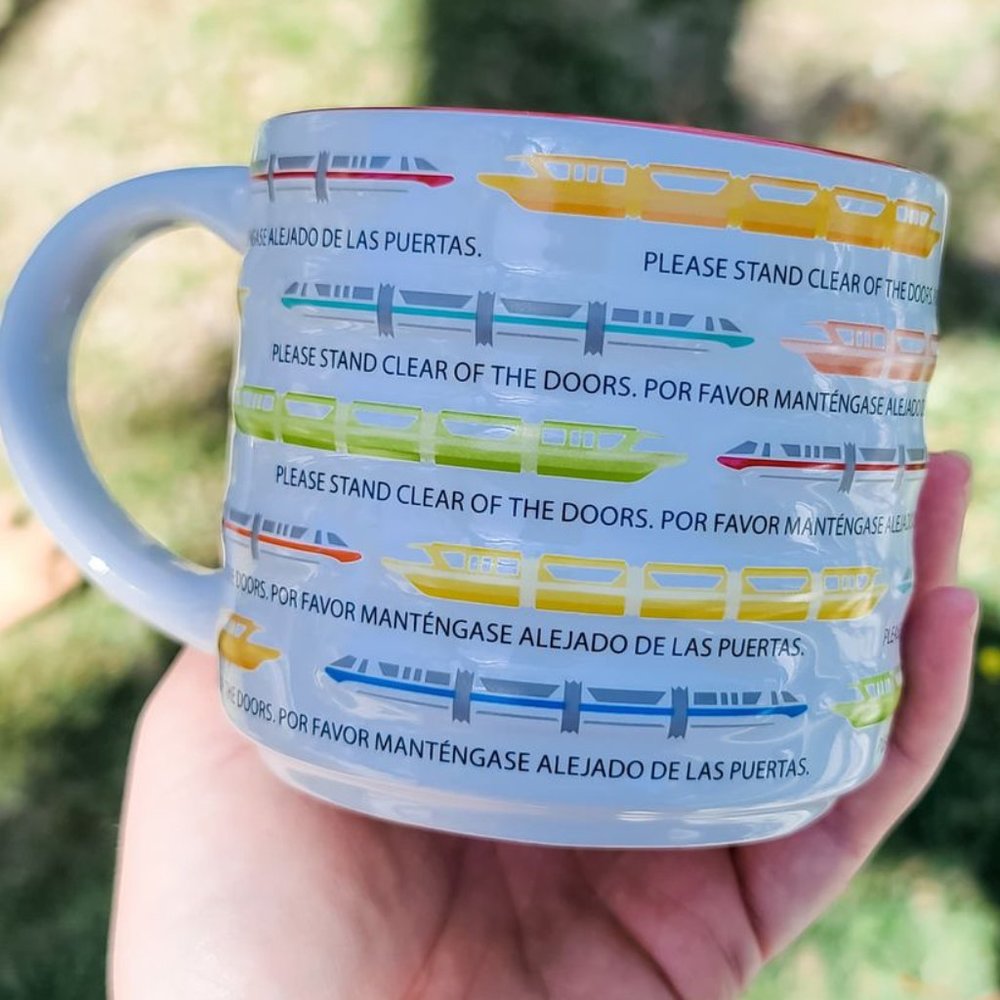 ALEJADO DE LAS PUERTAS.
PLEASE STAND CLEAR OF THE DOORS.
PLEASE STAND CLEAR OF THE DOORS. POR FAVOR MANTÉNGASE ALEJADO
PLEASE STAND CLEAR OF THE DOORS. POR FAVOR MANTÉNGASE
DOORS. POR FAVOR MANTÉNGASE ALEJADO DE LAS PUERTAS.
THE DOORS. POR FAVOR MANTÉNGASE ALEJADO DE LAS PUERTAS.